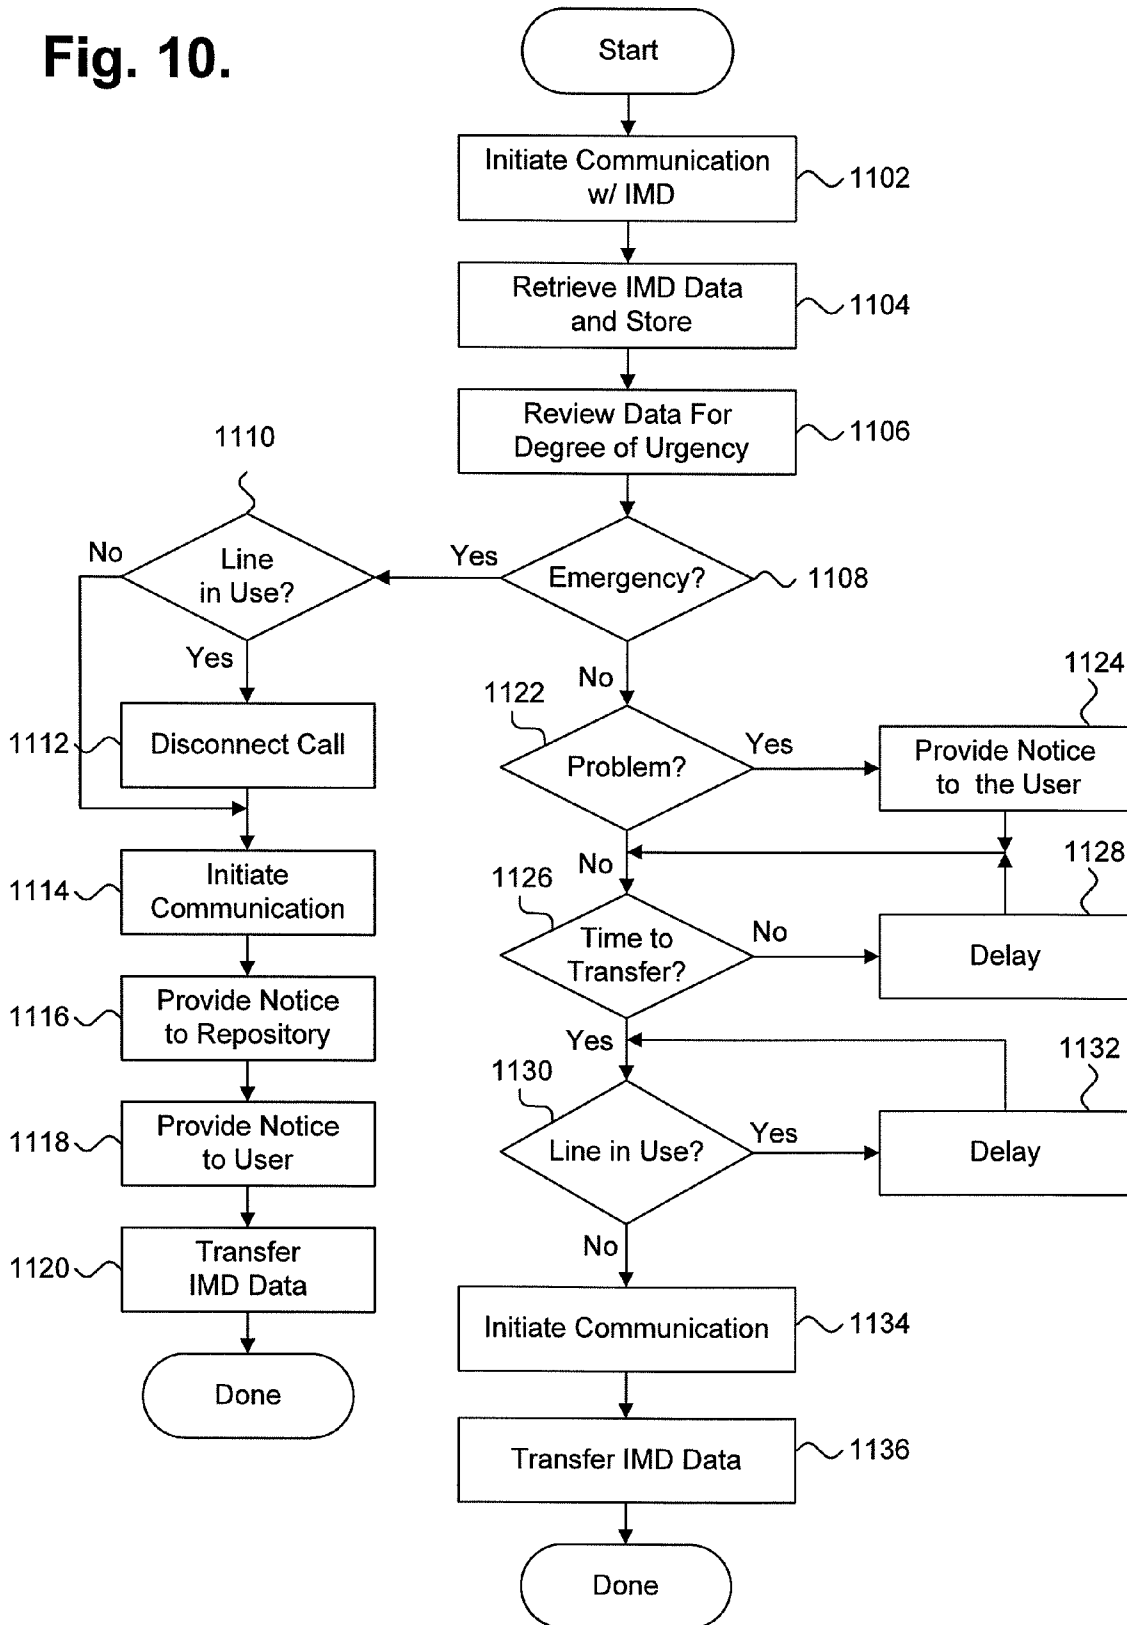 Fig. 10.
Start
Initiate Communication
w/ IMD
1102
Retrieve IMD Data
and Store
1104
Review Data For
Degree of Urgency
1106
1110
No
Line
in Use?
Yes
Emergency?
1108
Yes
No
1124
1122
1112
Disconnect Call
Problem?
Yes
Provide Notice
to the User
No
1128
1114
Initiate
Communication
1126
Time to
Transfer?
No
Delay
1116
Provide Notice
to Repository
Yes
1132
1130
1118
Provide Notice
to User
Line in Use?
Yes
Delay
1120
Transfer
IMD Data
No
Initiate Communication
1134
Done
Transfer IMD Data
1136
Done